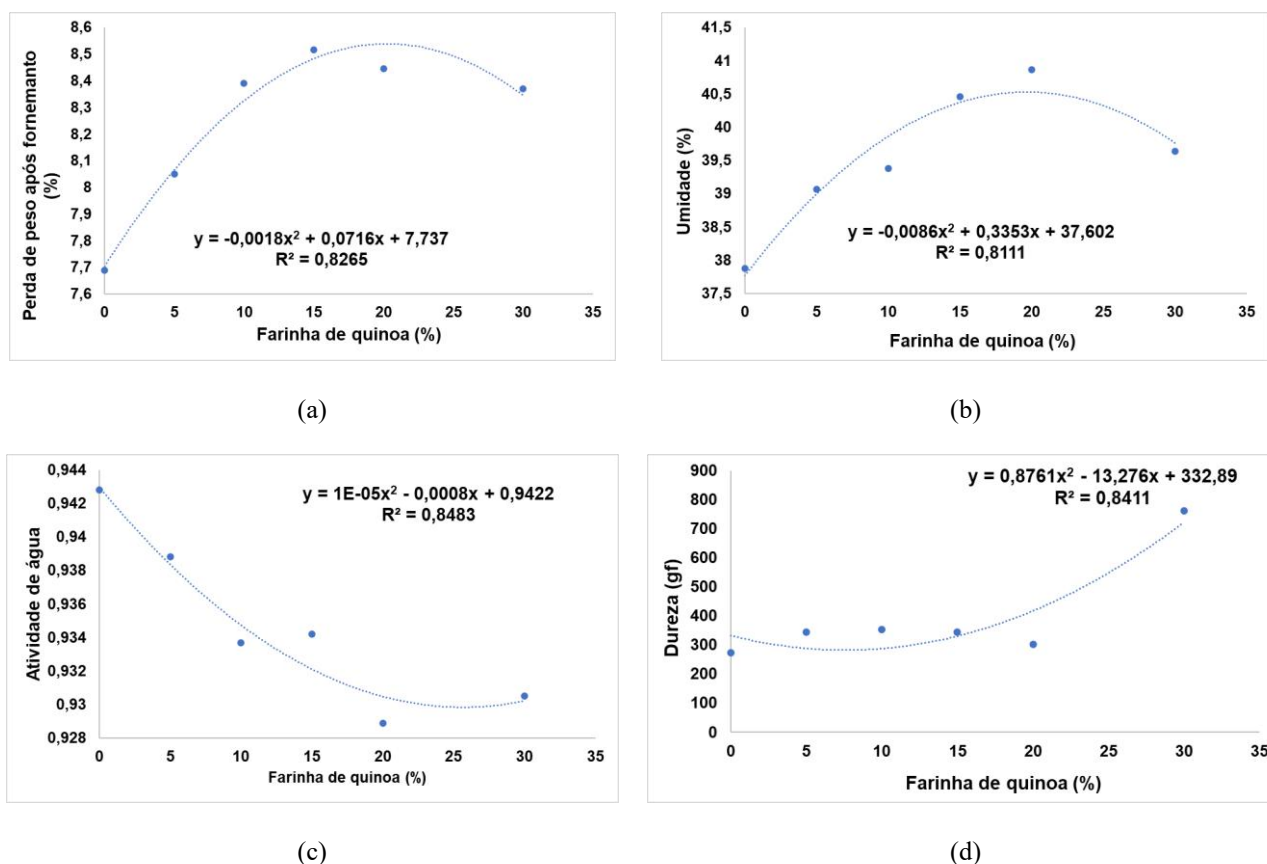 Perda de peso após fornemanto
(%)
8,6
8,5
8,4
8,3
8,2
8,1
8
7,9
7,8
7,7
7,6
y = -0,0018x² + 0,0716x + 7,737
R² = 0,8265
0 5 10 15 20 25 30 35
Farinha de quinoa (%)
(a)
Umidade (%)
41,5
41
40,5
40
39,5
39
38,5
38
37,5
y = -0,0086x² + 0,3353x + 37,602
R² = 0,8111
0 5 10 15 20 25 30 35
Farinha de quinoa (%)
(b)
Atividade de água
0,944
0,942
0,94
0,938
0,936
0,934
0,932
0,93
0,928
y = 1E-05x² - 0,0008x + 0,9422
R² = 0,8483
0 5 10 15 20 25 30 35
Farinha de quinoa (%)
(c)
Dureza (gf)
900
800
700
600
500
400
300
200
100
0
y = 0,8761x² - 13,276x + 332,89
R² = 0,8411
0 5 10 15 20 25 30 35
Farinha de quinoa (%)
(d)